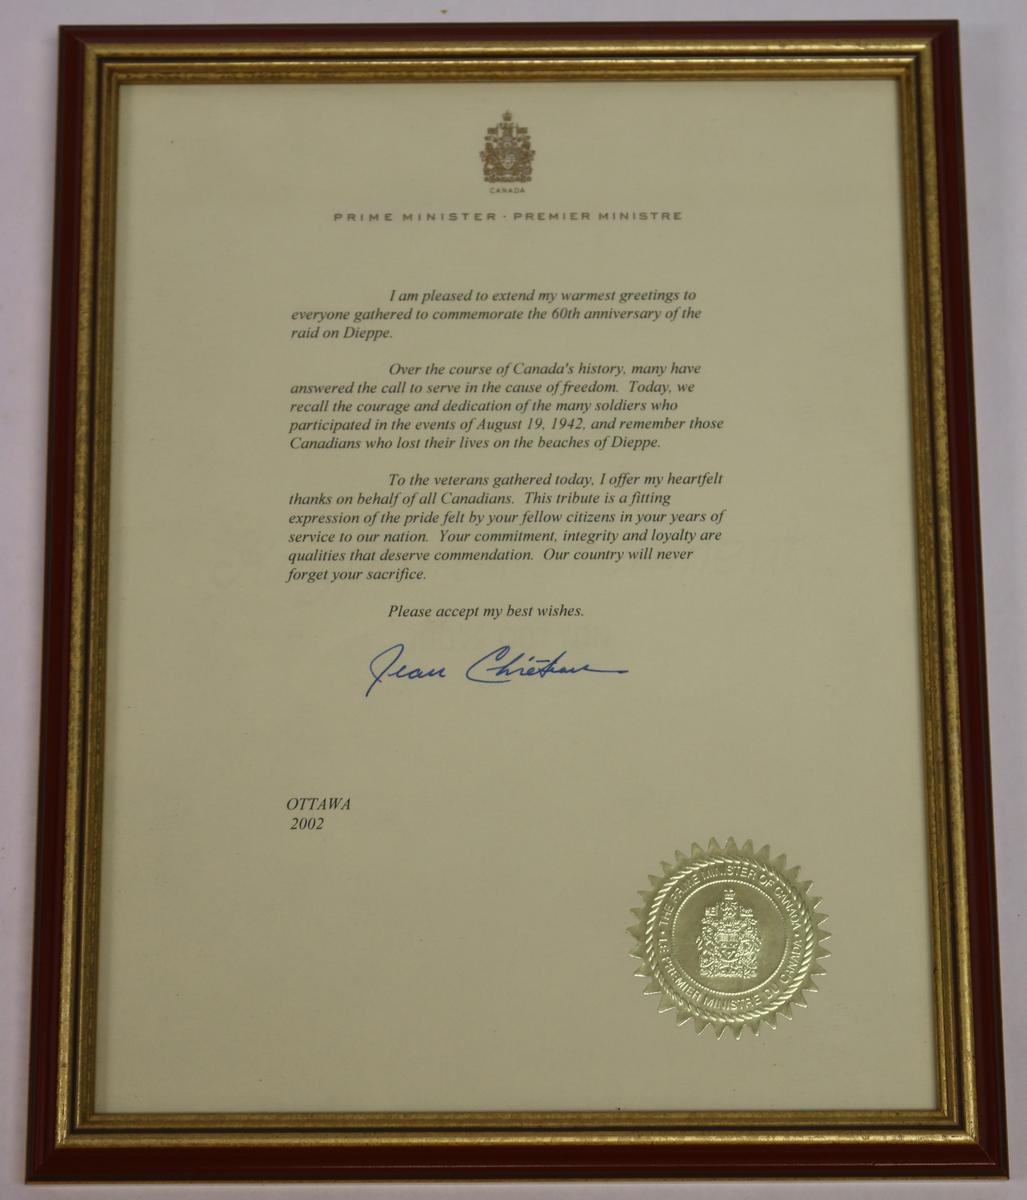 CANADA
PRIME MINISTER · PREMIER MINISTRE
I am pleased to extend my warmest greetings to
everyone gathered to commemorate the 60th anniversary of the
raid on Dieppe.
Over the course of Canada's history, many have
answered the call to serve in the cause of freedom. Today, we
recall the courage and dedication of the many soldiers who
participated in the events of August 19, 1942, and remember those
Canadians who lost their lives on the beaches of Dieppe.
To the veterans gathered today, I offer my heartfelt
thanks on behalf of all Canadians. This tribute is a fitting
expression of the pride felt by your fellow citizens in your years of
service to our nation. Your commitment, integrity and loyalty are
qualities that deserve commendation. Our country will never
forget your sacrifice.
Please accept my best wishes.
Jean Chrétien
OTTAWA
2002
THE PRIME MINISTER OF CANADA
LE PREMIER MINISTRE DU CANADA